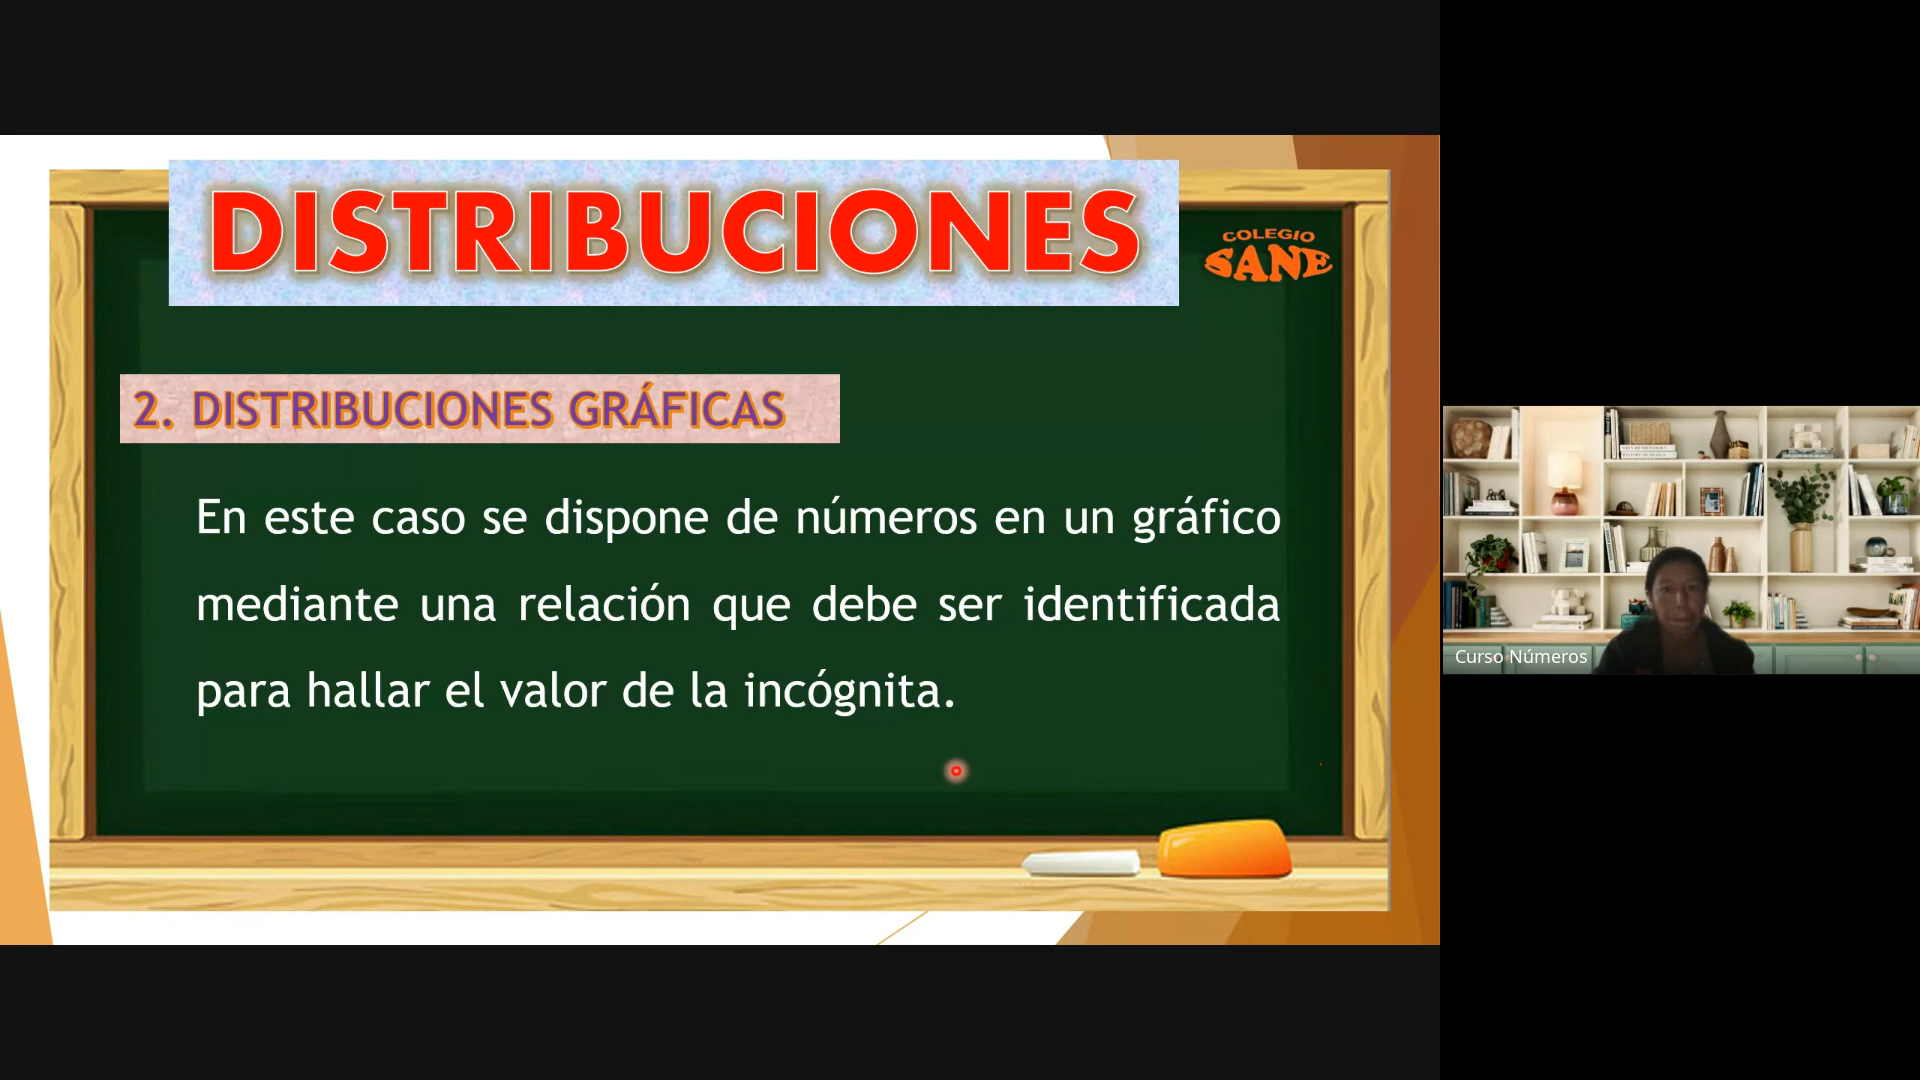 DISTRIBUCIONES
COLEGIO
SANE
2. DISTRIBUCIONES GRÁFICAS
En este caso se dispone de números en un gráfico
mediante una relación que debe ser identificada
para hallar el valor de la incógnita.
Curso Números